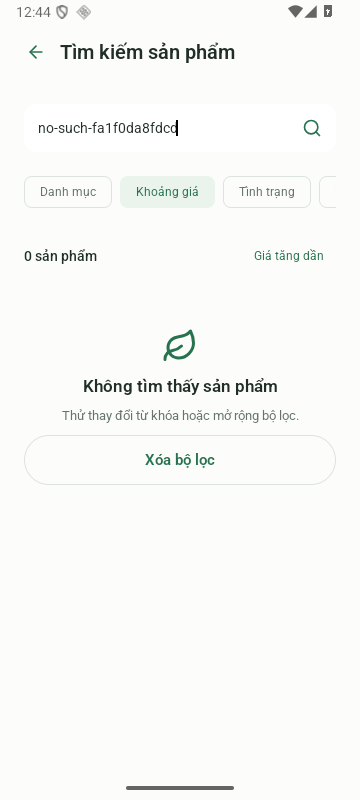 12:44
Tìm kiếm sản phẩm
no-such-fa1f0da8fdcd
Danh mục
Khoảng giá
Tình trạng
0 sản phẩm
Giá tăng dần
Không tìm thấy sản phẩm
Thử thay đổi từ khóa hoặc mở rộng bộ lọc.
Xóa bộ lọc